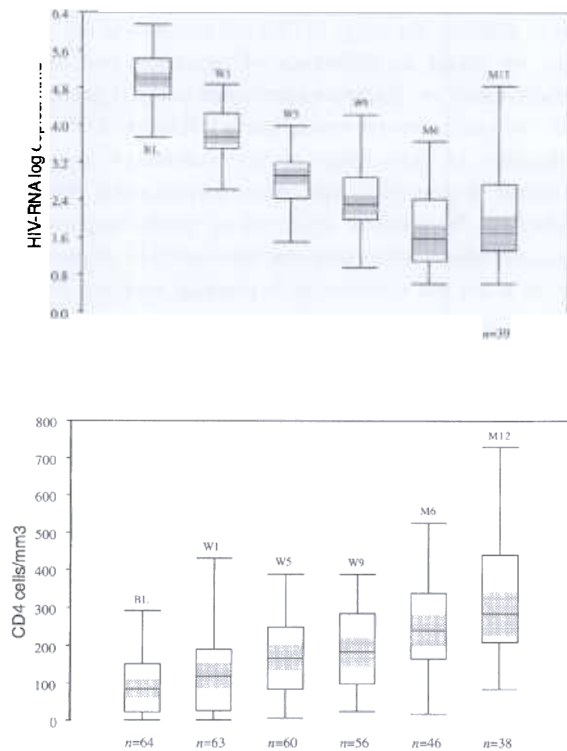 6.4
5.6
4.8
4.0
3.2
2.4
1.6
0.8
0.0
HIV-RNA log
BL
W1
W5
W9
M6
M12
n=39
800
700
600
500
400
300
200
100
0
CD4 cells/mm3
BL
W1
W5
W9
M6
M12
n=64
n=63
n=60
n=56
n=46
n=38